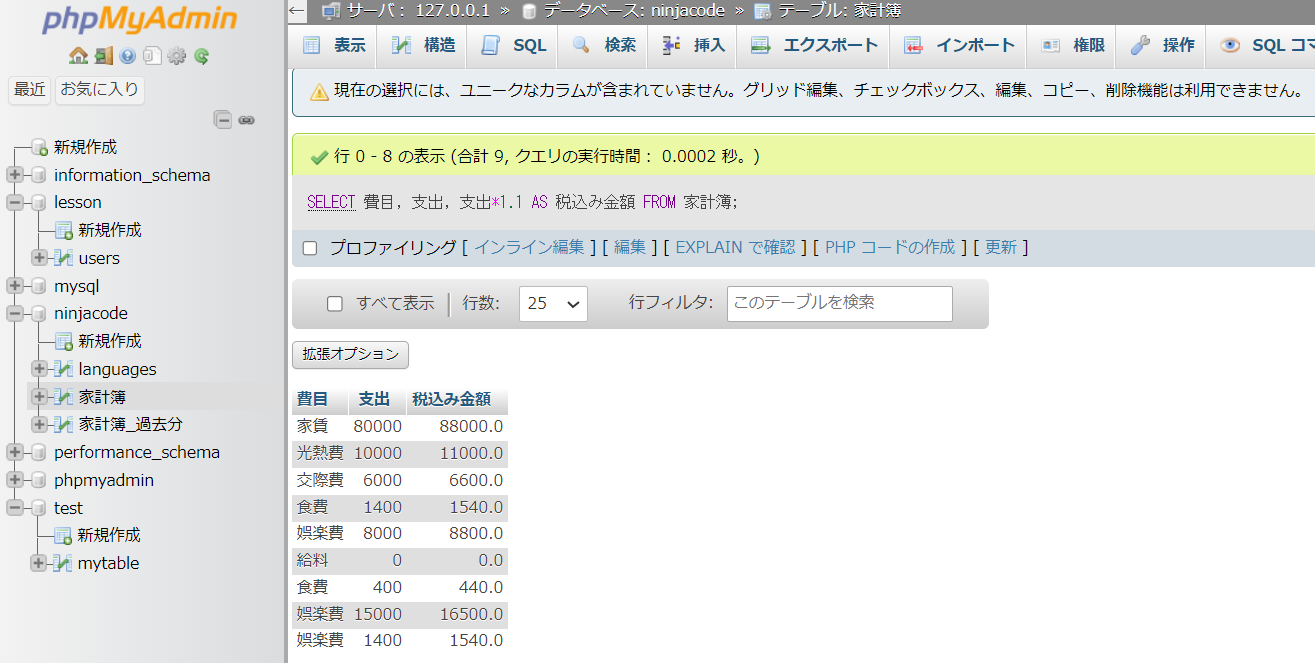 phpMyAdmin
最近 お気に入り
新規作成
information_schema
lesson
新規作成
users
mysql
ninjacode
新規作成
languages
家計簿
家計簿_過去分
performance_schema
phpmyadmin
test
新規作成
mytable
← サーバ： 127.0.0.1 » データベース: ninjacode » テーブル: 家計簿
表示 構造 SQL 検索 挿入 エクスポート インポート 権限 操作 SQL コマ
現在の選択には、ユニークなカラムが含まれていません。グリッド編集、チェックボックス、編集、コピー、削除機能は利用できません。
行 0 - 8 の表示 (合計 9, クエリの実行時間： 0.0002 秒。)
SELECT 費目, 支出, 支出*1.1 AS 税込み金額 FROM 家計簿;
プロファイリング [ インライン編集 ] [ 編集 ] [ EXPLAIN で確認 ] [ PHP コードの作成 ] [ 更新 ]
すべて表示 | 行数: 25 行フィルタ: このテーブルを検索
拡張オプション
費目 支出 税込み金額
家賃 80000 88000.0
光熱費 10000 11000.0
交際費 6000 6600.0
食費 1400 1540.0
娯楽費 8000 8800.0
給料 0 0.0
食費 400 440.0
娯楽費 15000 16500.0
娯楽費 1400 1540.0